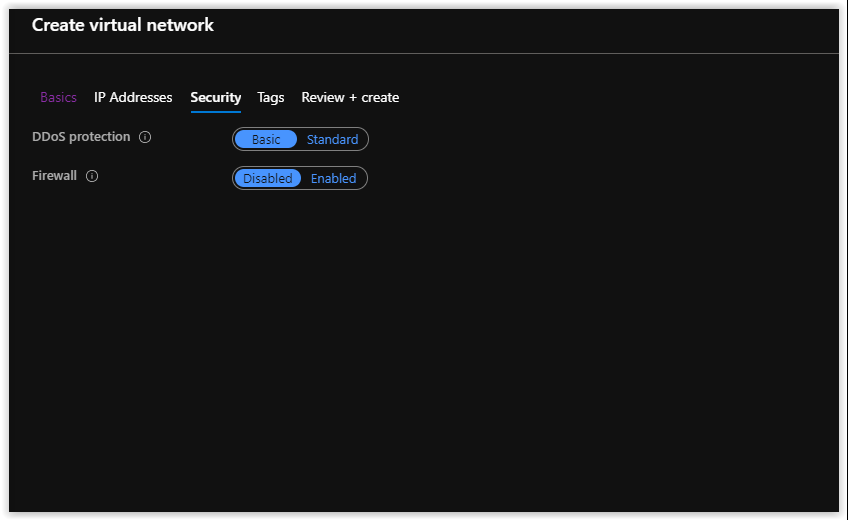 Create virtual network
Basics IP Addresses Security Tags Review + create
DDoS protection Basic Standard
Firewall Disabled Enabled